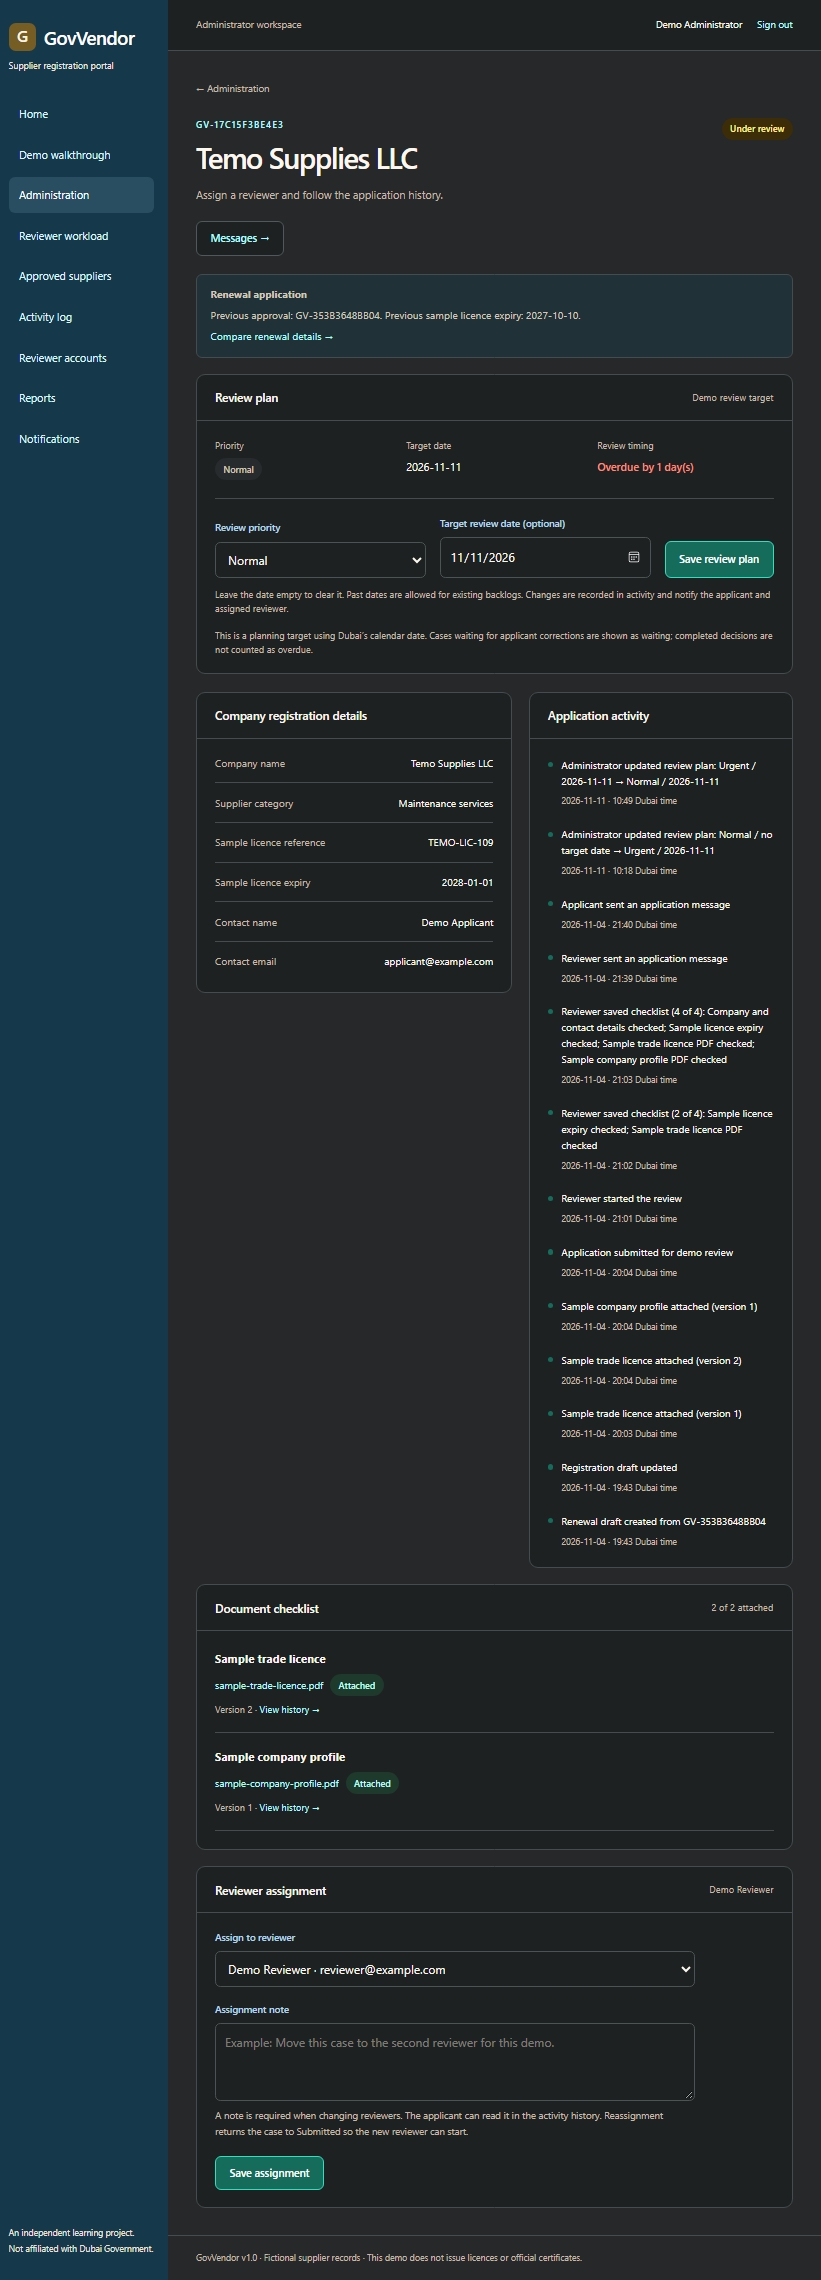 G GovVendor
Supplier registration portal
Home
Demo walkthrough
Administration
Reviewer workload
Approved suppliers
Activity log
Reviewer accounts
Reports
Notifications
An independent learning project.
Not affiliated with Dubai Government.
Administrator workspace
Demo Administrator Sign out
← Administration
GV-17C15F3BE4E3
Under review
Temo Supplies LLC
Assign a reviewer and follow the application history.
Messages →
Renewal application
Previous approval: GV-353B3648BB04. Previous sample licence expiry: 2027-10-10.
Compare renewal details →
Review plan
Demo review target
Priority
Normal
Target date
2026-11-11
Review timing
Overdue by 1 day(s)
Review priority
Normal
Target review date (optional)
11/11/2026
Save review plan
Leave the date empty to clear it. Past dates are allowed for existing backlogs. Changes are recorded in activity and notify the applicant and
assigned reviewer.
This is a planning target using Dubai's calendar date. Cases waiting for applicant corrections are shown as waiting; completed decisions are
not counted as overdue.
Company registration details
Company name Temo Supplies LLC
Supplier category Maintenance services
Sample licence reference TEMO-LIC-109
Sample licence expiry 2028-01-01
Contact name Demo Applicant
Contact email applicant@example.com
Application activity
Administrator updated review plan: Urgent /
2026-11-11 → Normal / 2026-11-11
2026-11-11 · 10:49 Dubai time
Administrator updated review plan: Normal / no
target date → Urgent / 2026-11-11
2026-11-11 · 10:18 Dubai time
Applicant sent an application message
2026-11-04 · 21:40 Dubai time
Reviewer sent an application message
2026-11-04 · 21:39 Dubai time
Reviewer saved checklist (4 of 4): Company and
contact details checked; Sample licence expiry
checked; Sample trade licence PDF checked;
Sample company profile PDF checked
2026-11-04 · 21:03 Dubai time
Reviewer saved checklist (2 of 4): Sample licence
expiry checked; Sample trade licence PDF
checked
2026-11-04 · 21:02 Dubai time
Reviewer started the review
2026-11-04 · 21:01 Dubai time
Application submitted for demo review
2026-11-04 · 20:04 Dubai time
Sample company profile attached (version 1)
2026-11-04 · 20:04 Dubai time
Sample trade licence attached (version 2)
2026-11-04 · 20:04 Dubai time
Sample trade licence attached (version 1)
2026-11-04 · 20:03 Dubai time
Registration draft updated
2026-11-04 · 19:43 Dubai time
Renewal draft created from GV-353B3648BB04
2026-11-04 · 19:43 Dubai time
Document checklist
2 of 2 attached
Sample trade licence
sample-trade-licence.pdf Attached
Version 2 · View history →
Sample company profile
sample-company-profile.pdf Attached
Version 1 · View history →
Reviewer assignment
Demo Reviewer
Assign to reviewer
Demo Reviewer · reviewer@example.com
Assignment note
Example: Move this case to the second reviewer for this demo.
A note is required when changing reviewers. The applicant can read it in the activity history. Reassignment
returns the case to Submitted so the new reviewer can start.
Save assignment
GovVendor v1.0 · Fictional supplier records · This demo does not issue licences or official certificates.